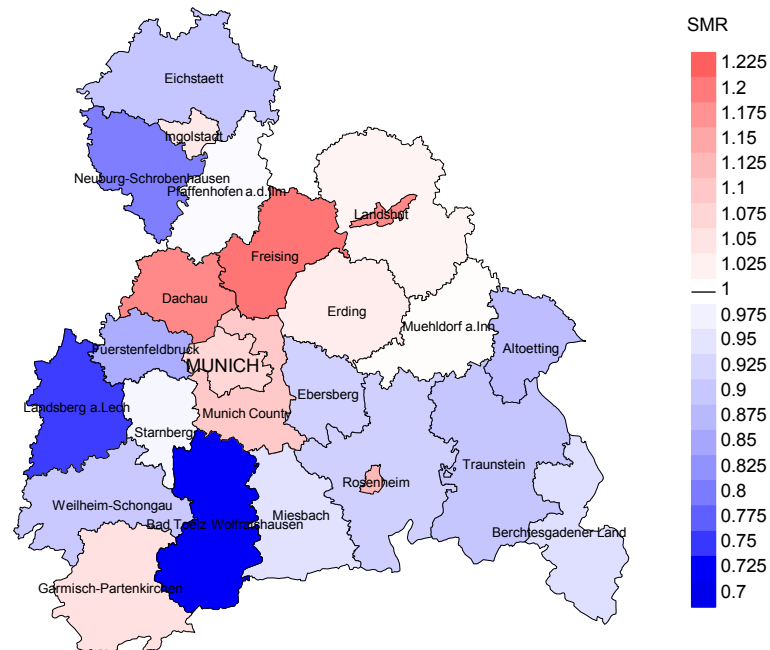 SMR
1.225
1.2
1.175
1.15
1.125
1.1
1.075
1.05
1.025
1
0.975
0.95
0.925
0.9
0.875
0.85
0.825
0.8
0.775
0.75
0.725
0.7
Eichstaett
Ingolstadt
Neuburg-Schrobenhausen
Pfaffenhofen a.d.Ilm
Landshut
Freising
Dachau
Erding
Muehldorf a.Inn
Altoetting
Fuerstenfeldbruck
MUNICH
Ebersberg
Landsberg a.Lech
Munich County
Starnberg
Traunstein
Rosenheim
Weilheim-Schongau
Miesbach
Bad Toelz-Wolfratshausen
Berchtesgadener Land
Garmisch-Partenkirchen